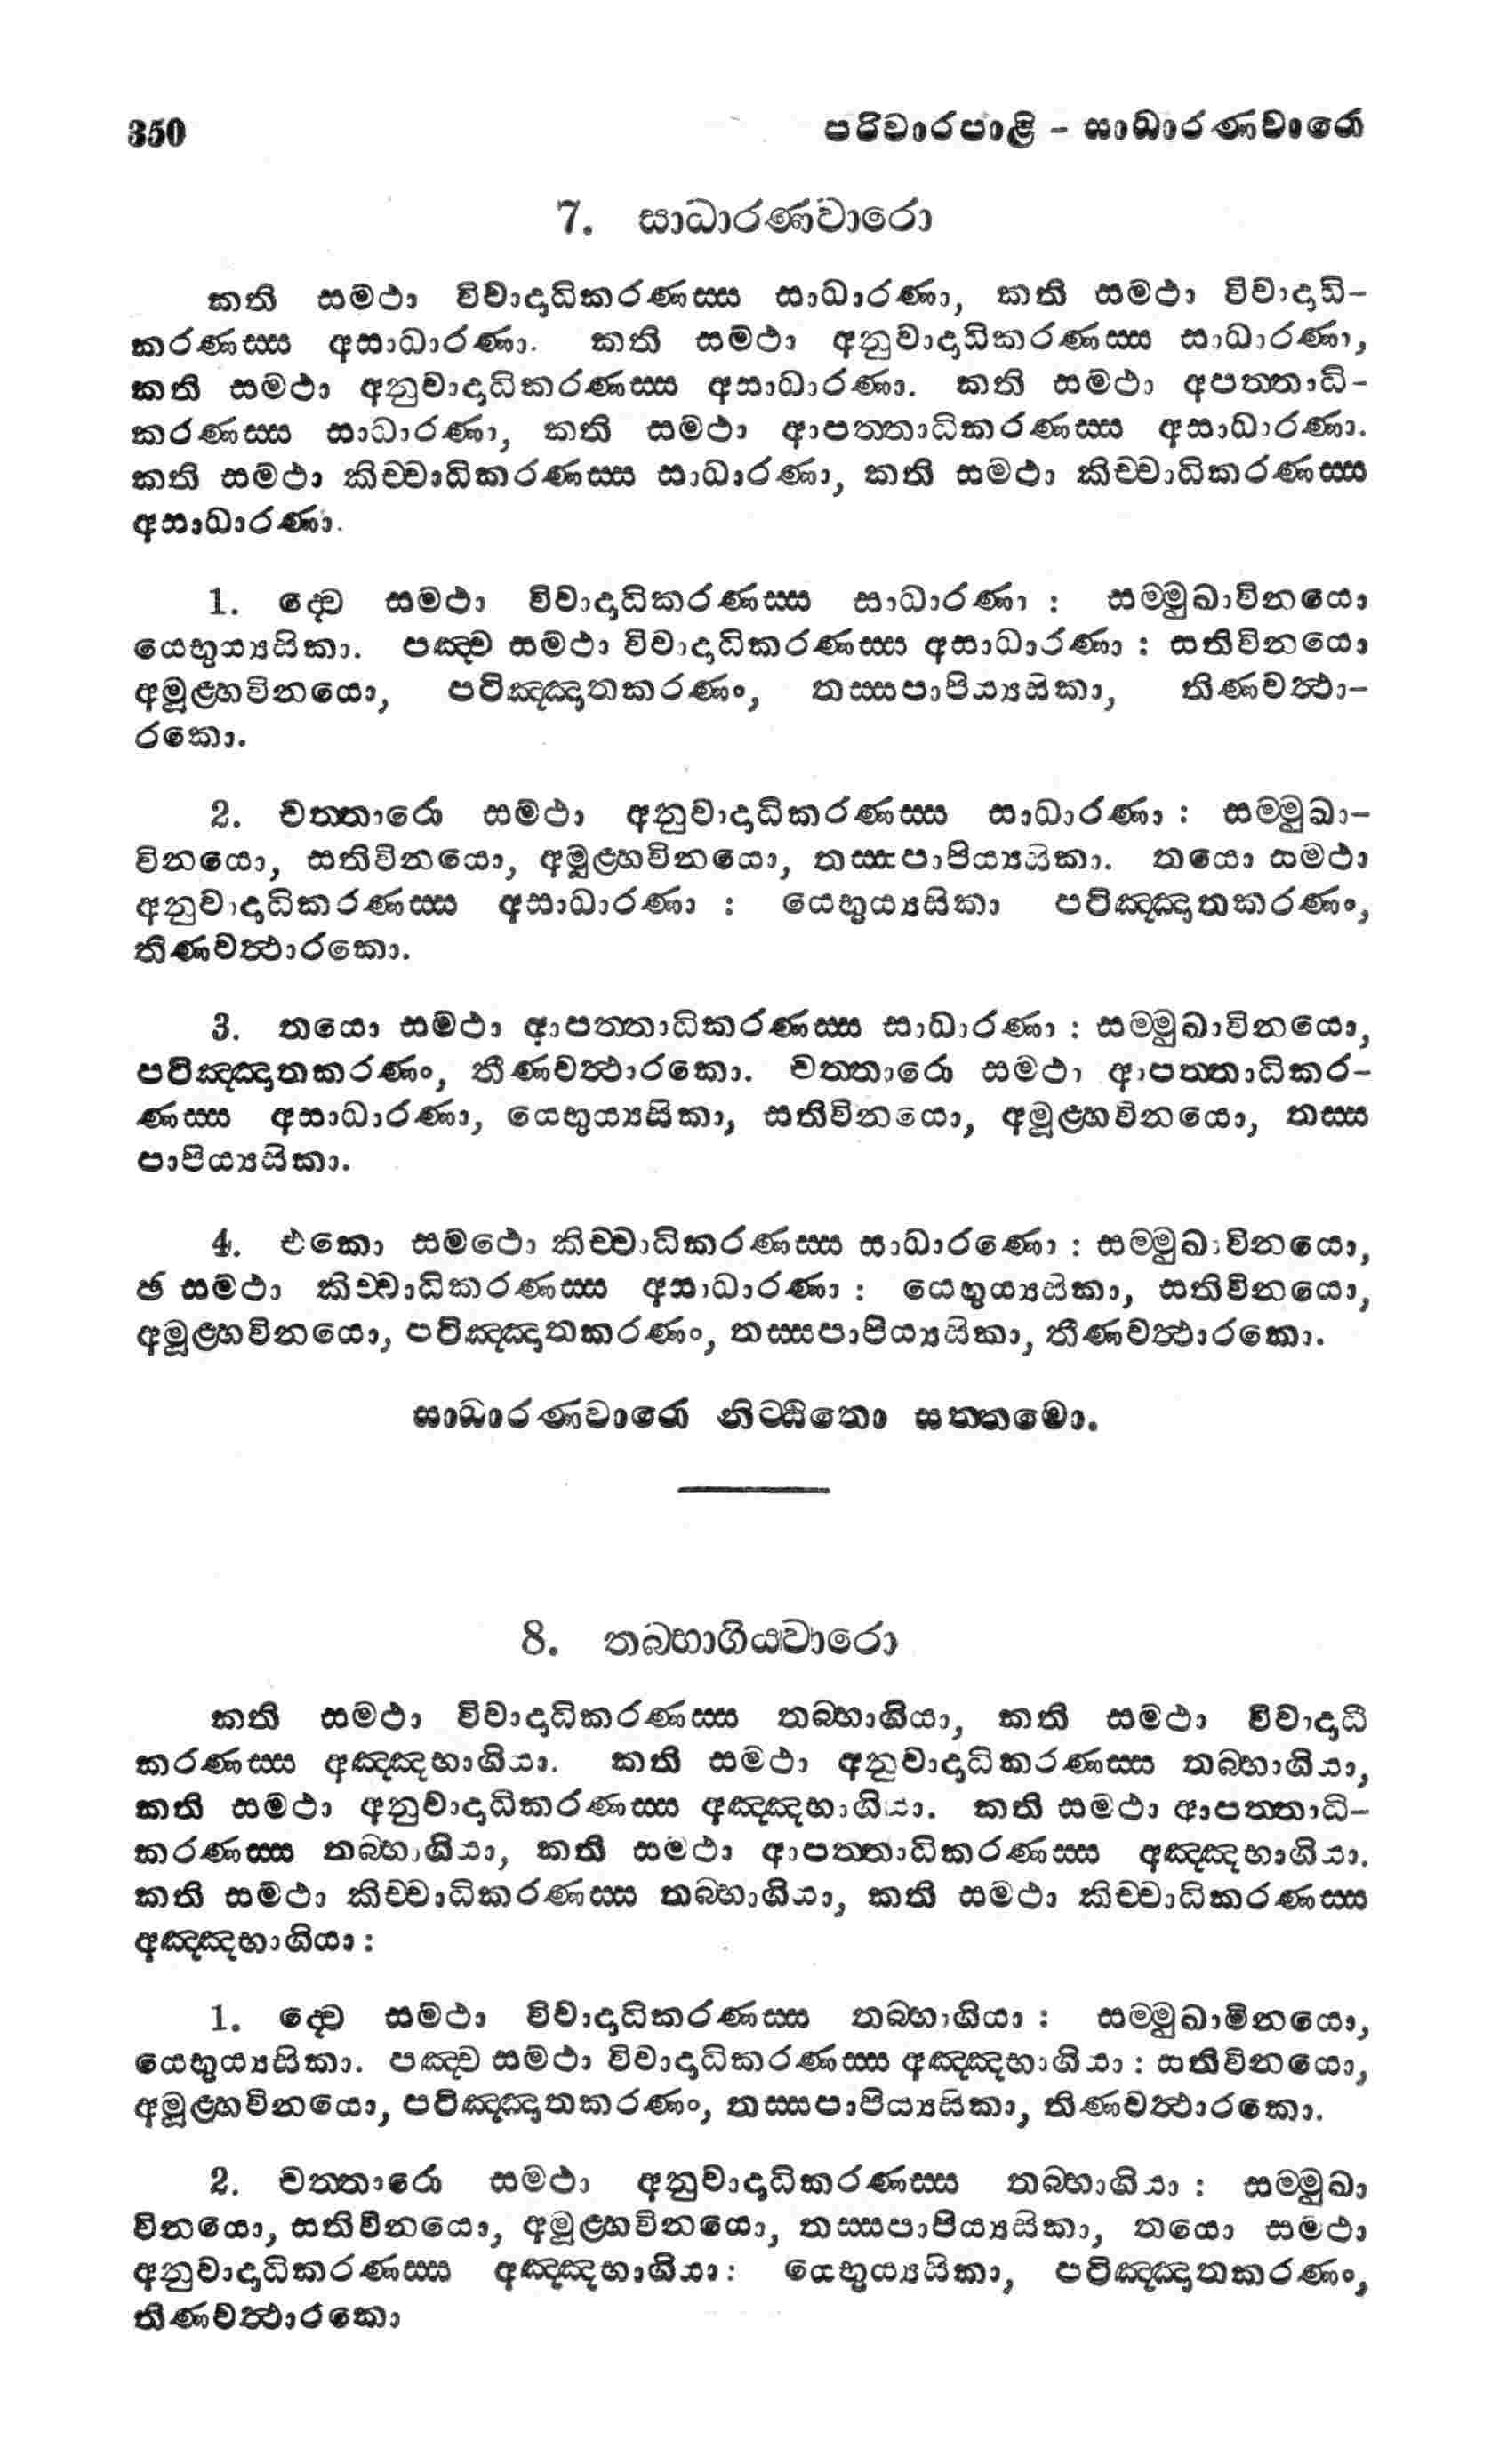 350 පරිවාරපාළි - සාධාරණවාරො
7. සාධාරණවාරො
කති සමථා විවාදාධිකරණස්ස සාධාරණා, කති සමථා විවාදාධි-
කරණස්ස අසාධාරණා. කති සමථා අනුවාදාධිකරණස්ස සාධාරණා,
කති සමථා අනුවාදාධිකරණස්ස අසාධාරණා. කති සමථා අපත්තාධි-
කරණස්ස සාධාරණා, කති සමථා ආපත්තාධිකරණස්ස අසාධාරණා.
කති සමථා කිච්චාධිකරණස්ස සාධාරණා, කති සමථා කිච්චාධිකරණස්ස
අසාධාරණා.
1. ද්වෙ සමථා විවාදාධිකරණස්ස සාධාරණා : සම්මුඛාවිනයො
යෙභුය්‍යසිකා. පඤ්ච සමථා විවාදාධිකරණස්ස අසාධාරණා : සතිවිනයො
අමූළ්හවිනයො, පටිඤ්ඤාතකරණං, තස්සපාපිය්‍යසිකා, තිණවත්ථා-
රකො.
2. චත්තාරො සමථා අනුවාදාධිකරණස්ස සාධාරණා : සම්මුඛා-
විනයො, සතිවිනයො, අමූළ්හවිනයො, තස්සපාපිය්‍යසිකා. තයො සමථා
අනුවාදාධිකරණස්ස අසාධාරණා : යෙභුය්‍යසිකා පටිඤ්ඤාතකරණං,
තිණවත්ථාරකො.
3. තයො සමථා ආපත්තාධිකරණස්ස සාධාරණා : සම්මුඛාවිනයො,
පටිඤ්ඤාතකරණං, තීණවත්ථාරකො. චත්තාරො සමථා ආපත්තාධිකර-
ණස්ස අසාධාරණා, යෙභුය්‍යසිකා, සතිවිනයො, අමූළ්හවිනයො, තස්ස
පාපිය්‍යසිකා.
4. එකො සමථො කිච්චාධිකරණස්ස සාධාරණො : සම්මුඛාවිනයො,
ඡ සමථා කිච්චාධිකරණස්ස අසාධාරණා : යෙභුය්‍යසිකා, සතිවිනයො,
අමූළ්හවිනයො, පටිඤ්ඤාතකරණං, තස්සපාපිය්‍යසිකා, තීණවත්ථාරකො.
සාධාරණවාරො නිට්ඨිතො සත්තමො.
8. තබ්භාගියවාරො
කති සමථා විවාදාධිකරණස්ස තබ්භාගියා, කති සමථා විවාදාධි
කරණස්ස අඤ්ඤභාගියා. කති සමථා අනුවාදාධිකරණස්ස තබ්භාගියා,
කති සමථා අනුවාදාධිකරණස්ස අඤ්ඤභාගියා. කති සමථා ආපත්තාධි-
කරණස්ස තබ්භාගියා, කති සමථා ආපත්තාධිකරණස්ස අඤ්ඤභාගියා.
කති සමථා කිච්චාධිකරණස්ස තබ්භාගියා, කති සමථා කිච්චාධිකරණස්ස
අඤ්ඤභාගියා :
1. ද්වෙ සමථා විවාදාධිකරණස්ස තබ්භාගියා : සම්මුඛාමිනයො,
යෙභුය්‍යසිකා. පඤ්ච සමථා විවාදාධිකරණස්ස අඤ්ඤභාගියා : සතිවිනයො,
අමූළ්හවිනයො, පටිඤ්ඤාතකරණං, තස්සපාපිය්‍යසිකා, තිණවත්ථාරකො.
2. චත්තාරො සමථා අනුවාදාධිකරණස්ස තබ්භාගියා : සම්මුඛා
විනයො, සතිවිනයො, අමූළ්හවිනයො, තස්සපාපිය්‍යසිකා, තයො සමථා
අනුවාදාධිකරණස්ස අඤ්ඤභාගියා: යෙභුය්‍යසිකා, පටිඤ්ඤාතකරණං,
තිණවත්ථාරකො